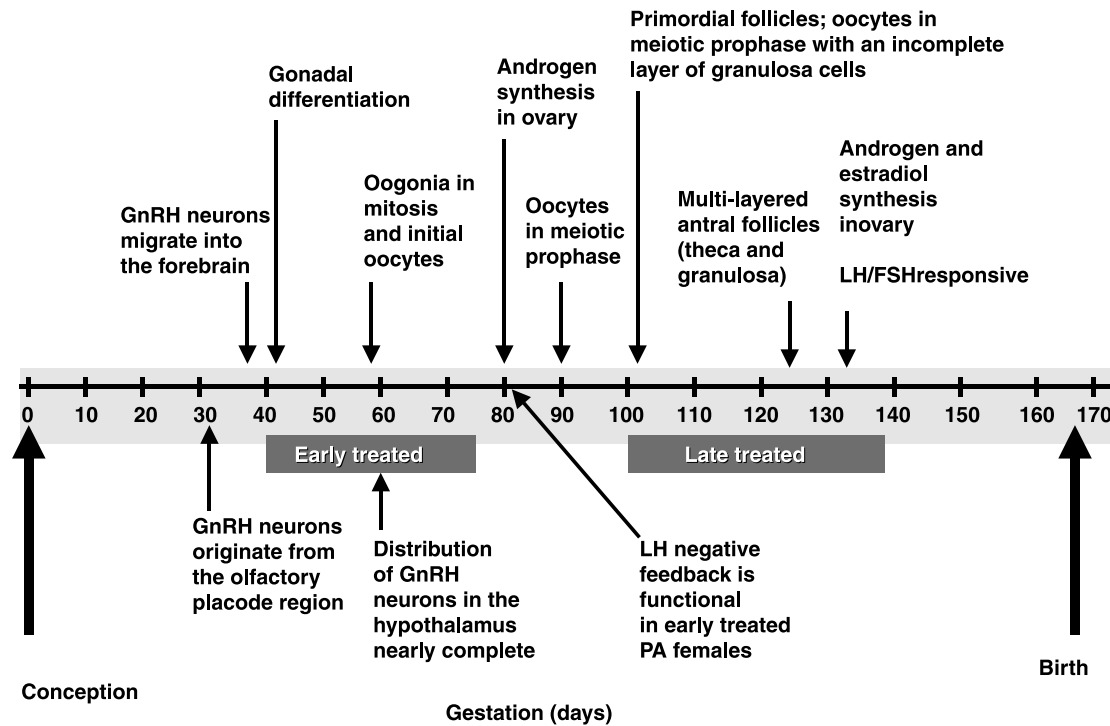 Primordial follicles; oocytes in
meiotic prophase with an incomplete
layer of granulosa cells
Gonadal
differentiation
Androgen
synthesis
in ovary
Androgen and
estradiol
synthesis
inovary
LH/FSHresponsive
GnRH neurons
migrate into
the forebrain
Oogonia in
mitosis
and initial
oocytes
Oocytes
in meiotic
prophase
Multi-layered
antral follicles
(theca and
granulosa)
0 10 20 30 40 50 60 70 80 90 100 110 120 130 140 150 160 170
Early treated
Late treated
GnRH neurons
originate from
the olfactory
placode region
Distribution
of GnRH
neurons in the
hypothalamus
nearly complete
LH negative
feedback is
functional
in early treated
PA females
Conception
Birth
Gestation (days)